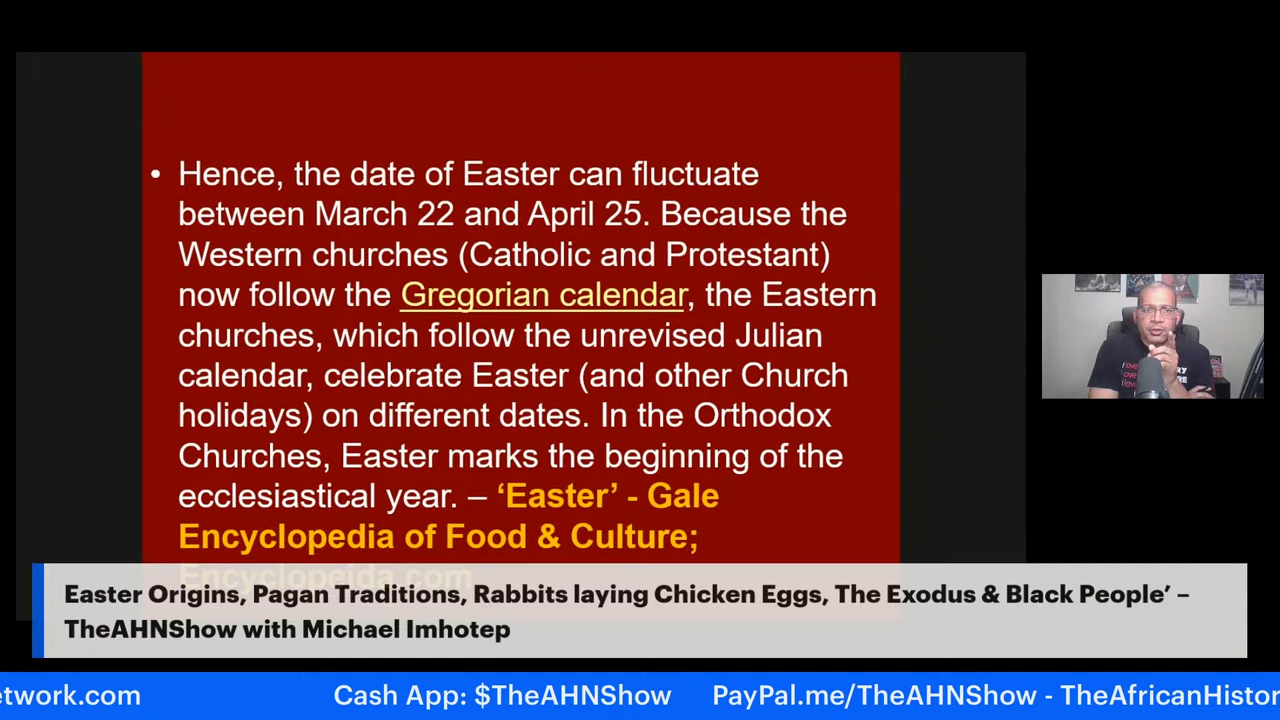 • Hence, the date of Easter can fluctuate
between March 22 and April 25. Because the
Western churches (Catholic and Protestant)
now follow the Gregorian calendar, the Eastern
churches, which follow the unrevised Julian
calendar, celebrate Easter (and other Church
holidays) on different dates. In the Orthodox
Churches, Easter marks the beginning of the
ecclesiastical year. – ‘Easter’ - Gale
Encyclopedia of Food & Culture;
Encyclopeida.com
Easter Origins, Pagan Traditions, Rabbits laying Chicken Eggs, The Exodus & Black People’ –
TheAHNShow with Michael Imhotep
etwork.com Cash App: $TheAHNShow PayPal.me/TheAHNShow - TheAfricanHistor